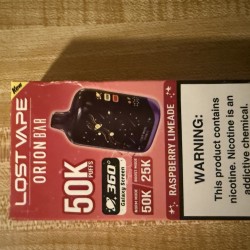 New
LOST VAPE
ORION BAR
50K
PUFFS
360°
Galaxy Screen
50K
25K
RASPBERRY LIMEADE
WARNING:
This product contains
nicotine. Nicotine is an
addictive chemical.